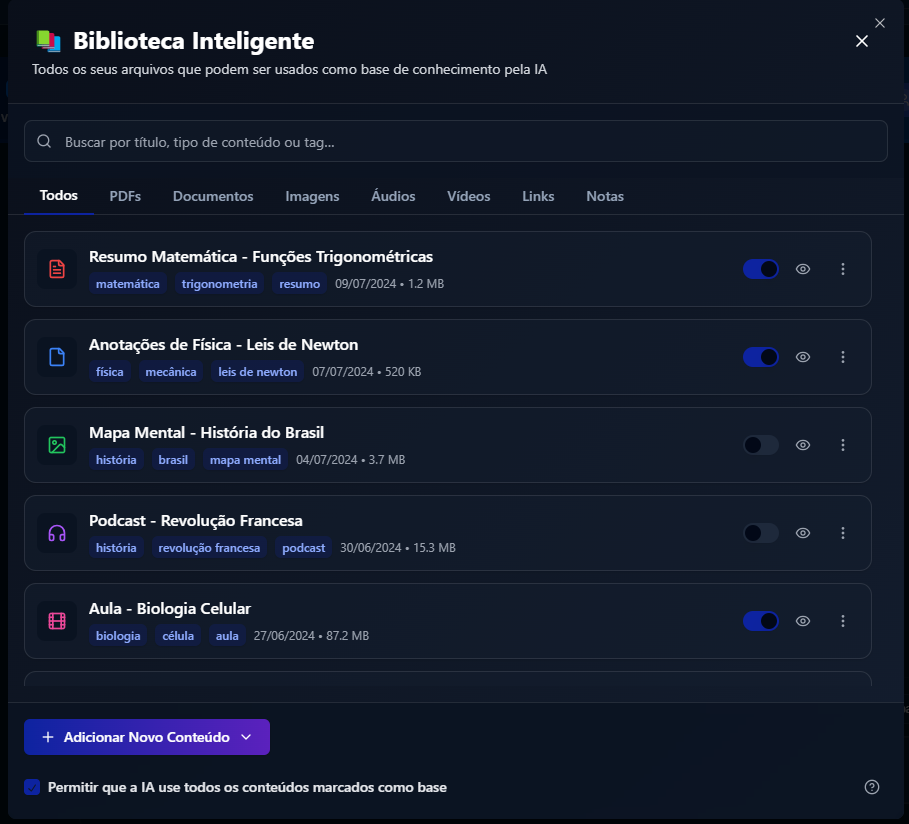 Biblioteca Inteligente
Todos os seus arquivos que podem ser usados como base de conhecimento pela IA
Buscar por título, tipo de conteúdo ou tag...
Todos PDFs Documentos Imagens Áudios Vídeos Links Notas
Resumo Matemática - Funções Trigonométricas
matemática trigonometria resumo 09/07/2024 • 1.2 MB
Anotações de Física - Leis de Newton
física mecânica leis de newton 07/07/2024 • 520 KB
Mapa Mental - História do Brasil
história brasil mapa mental 04/07/2024 • 3.7 MB
Podcast - Revolução Francesa
história revolução francesa podcast 30/06/2024 • 15.3 MB
Aula - Biologia Celular
biologia célula aula 27/06/2024 • 87.2 MB
Adicionar Novo Conteúdo
Permitir que a IA use todos os conteúdos marcados como base